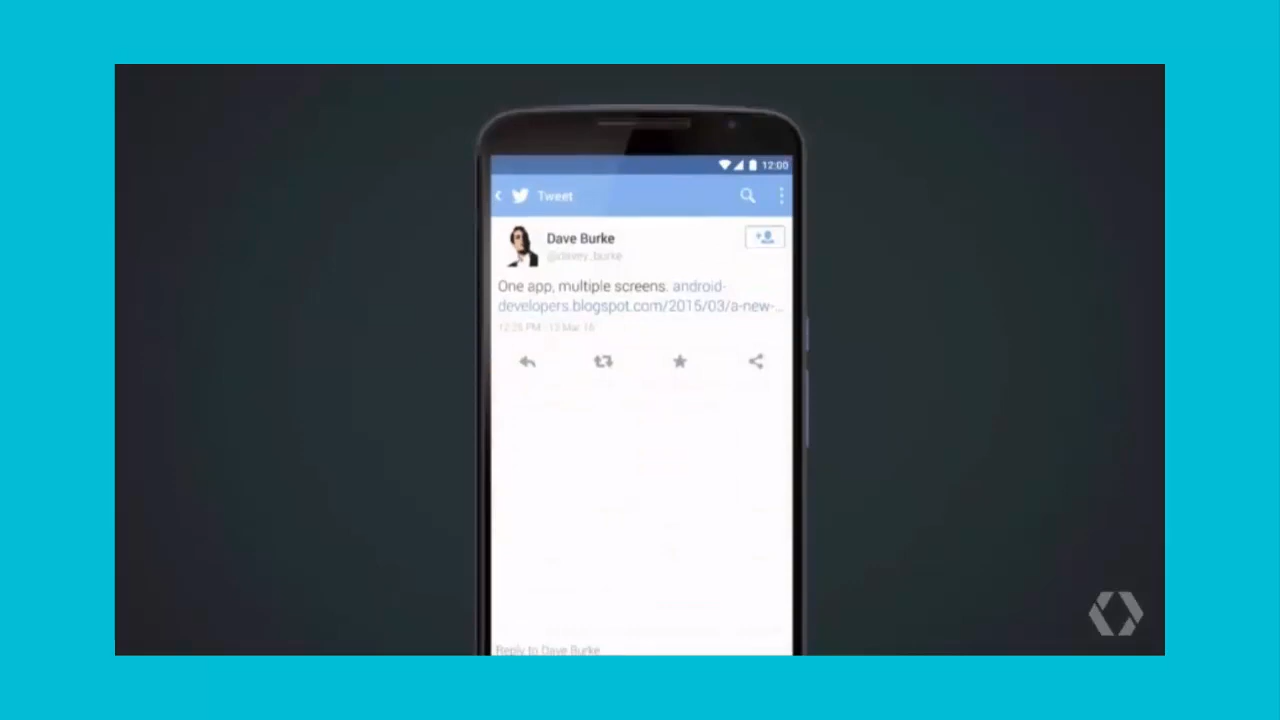 12:00
Tweet
Dave Burke
@davey_burke
One app, multiple screens. android-
developers.blogspot.com/2015/03/a-new-...
Reply to Dave Burke